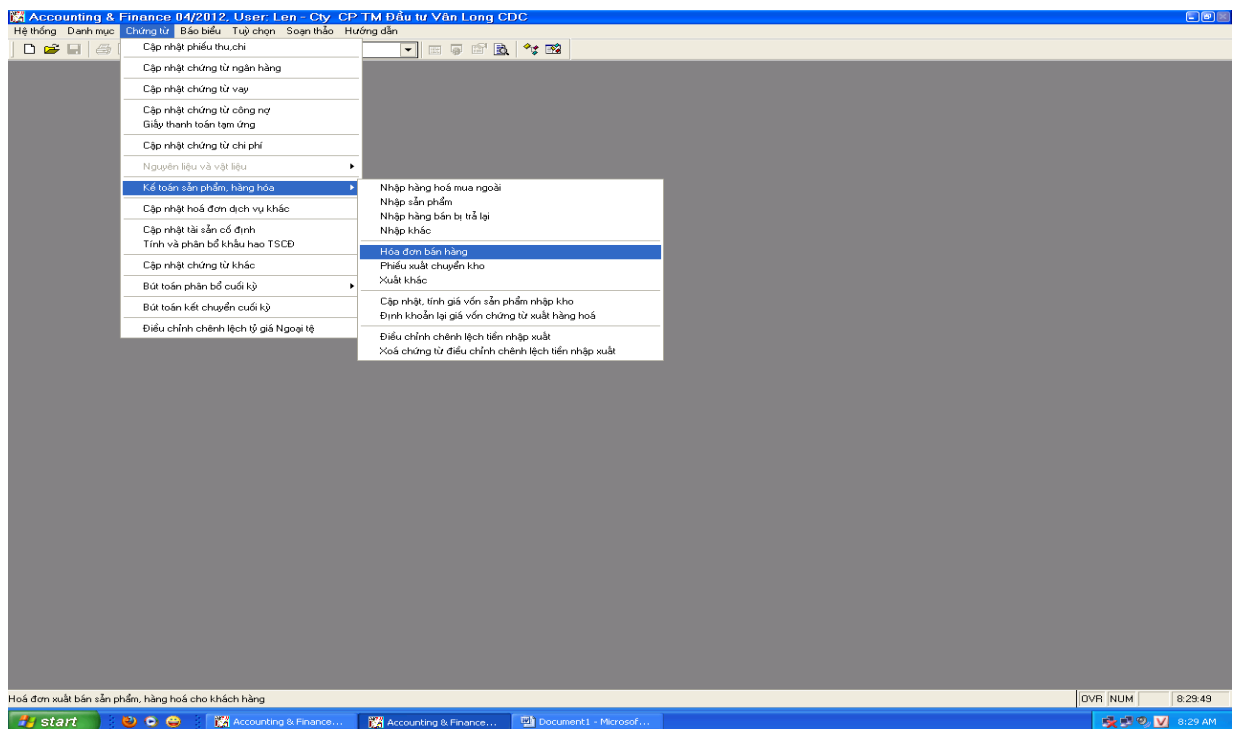 Accounting & Finance 04/2012, User: Len - Cty CP TM Đầu tư Vân Long CDC
Hệ thống Danh mục Chứng từ Báo biểu Tuỳ chọn Soạn thảo Hướng dẫn
Cập nhật phiếu thu,chi
Cập nhật chứng từ ngân hàng
Cập nhật chứng từ vay
Cập nhật chứng từ công nợ
Giấy thanh toán tạm ứng
Cập nhật chứng từ chi phí
Nguyên liệu và vật liệu
Kế toán sản phẩm, hàng hóa
Cập nhật hoá đơn dịch vụ khác
Cập nhật tài sản cố định
Tính và phân bổ khấu hao TSCĐ
Cập nhật chứng từ khác
Bút toán phân bổ cuối kỳ
Bút toán kết chuyển cuối kỳ
Điều chỉnh chênh lệch tỷ giá Ngoại tệ
Nhập hàng hoá mua ngoài
Nhập sản phẩm
Nhập hàng bán bị trả lại
Nhập khác
Hóa đơn bán hàng
Phiếu xuất chuyển kho
Xuất khác
Cập nhật, tính giá vốn sản phẩm nhập kho
Định khoản lại giá vốn chứng từ xuất hàng hoá
Điều chỉnh chênh lệch tiền nhập xuất
Xoá chứng từ điều chỉnh chênh lệch tiền nhập xuất
Hoá đơn xuất bán sản phẩm, hàng hoá cho khách hàng
OVR NUM 8:29:49
start Accounting & Finance... Accounting & Finance... Document1 - Microsof... V 8:29 AM